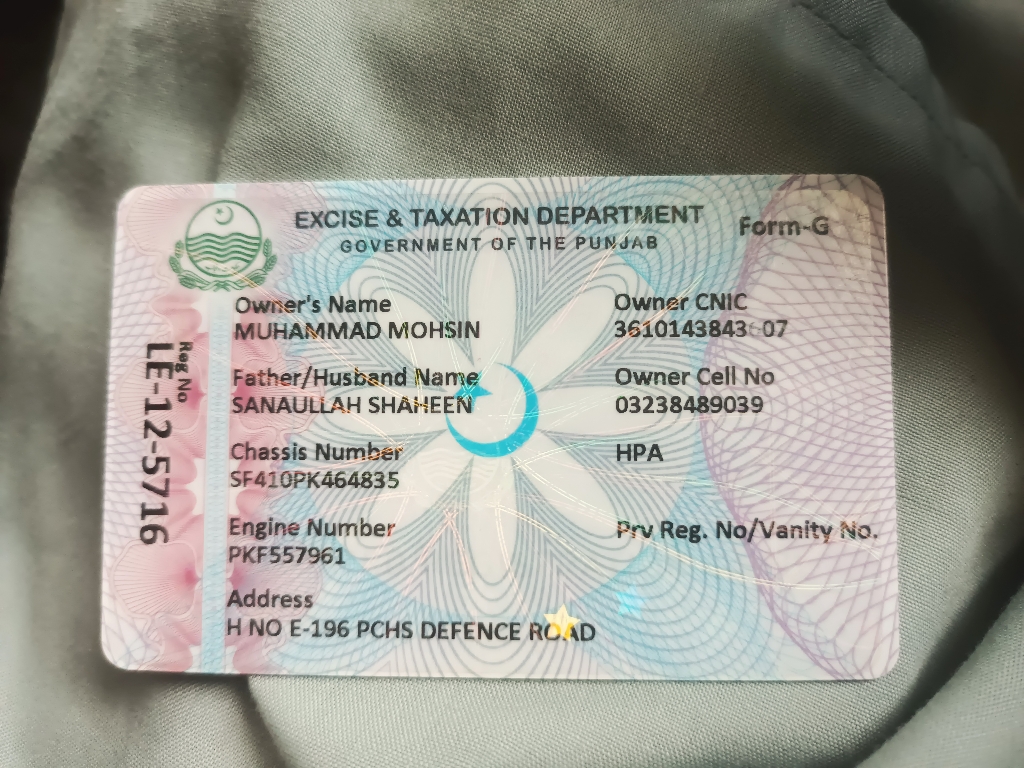 EXCISE & TAXATION DEPARTMENT
GOVERNMENT OF THE PUNJAB
Form-G
Reg No
LE-12-5716
Owner's Name
MUHAMMAD MOHSIN
Owner CNIC
Father/Husband Name
SANAULLAH SHAHEEN
Owner Cell No
03238489039
Chassis Number
SF410PK464835
HPA
Engine Number
PKF557961
Prv Reg. No/Vanity No.
Address
H NO E-196 PCHS DEFENCE ROAD